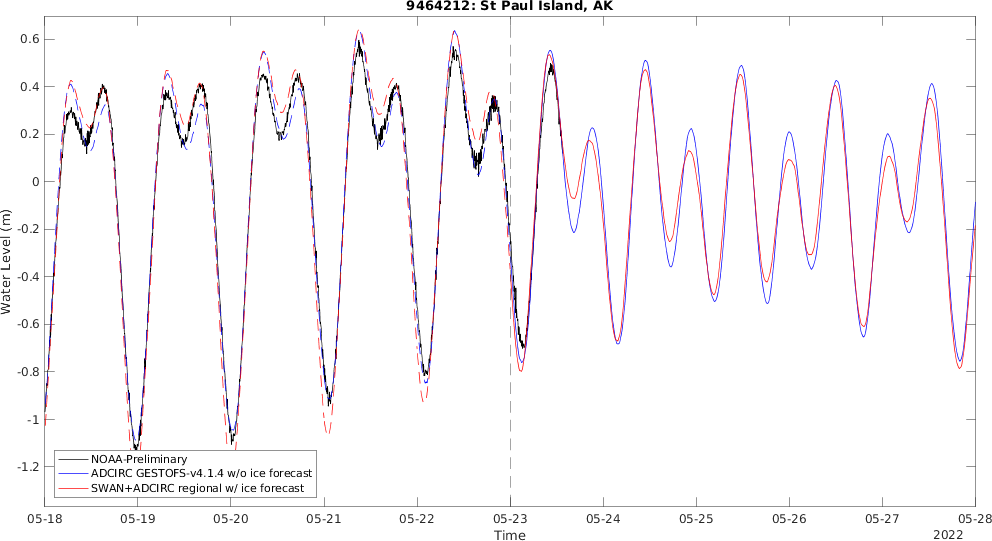 9464212: St Paul Island, AK
Water Level (m)
0.6
0.4
0.2
0
-0.2
-0.4
-0.6
-0.8
-1
-1.2
NOAA-Preliminary
ADCIRC GESTOFS-v4.1.4 w/o ice forecast
SWAN+ADCIRC regional w/ ice forecast
05-18 05-19 05-20 05-21 05-22 05-23 05-24 05-25 05-26 05-27 05-28
Time
2022